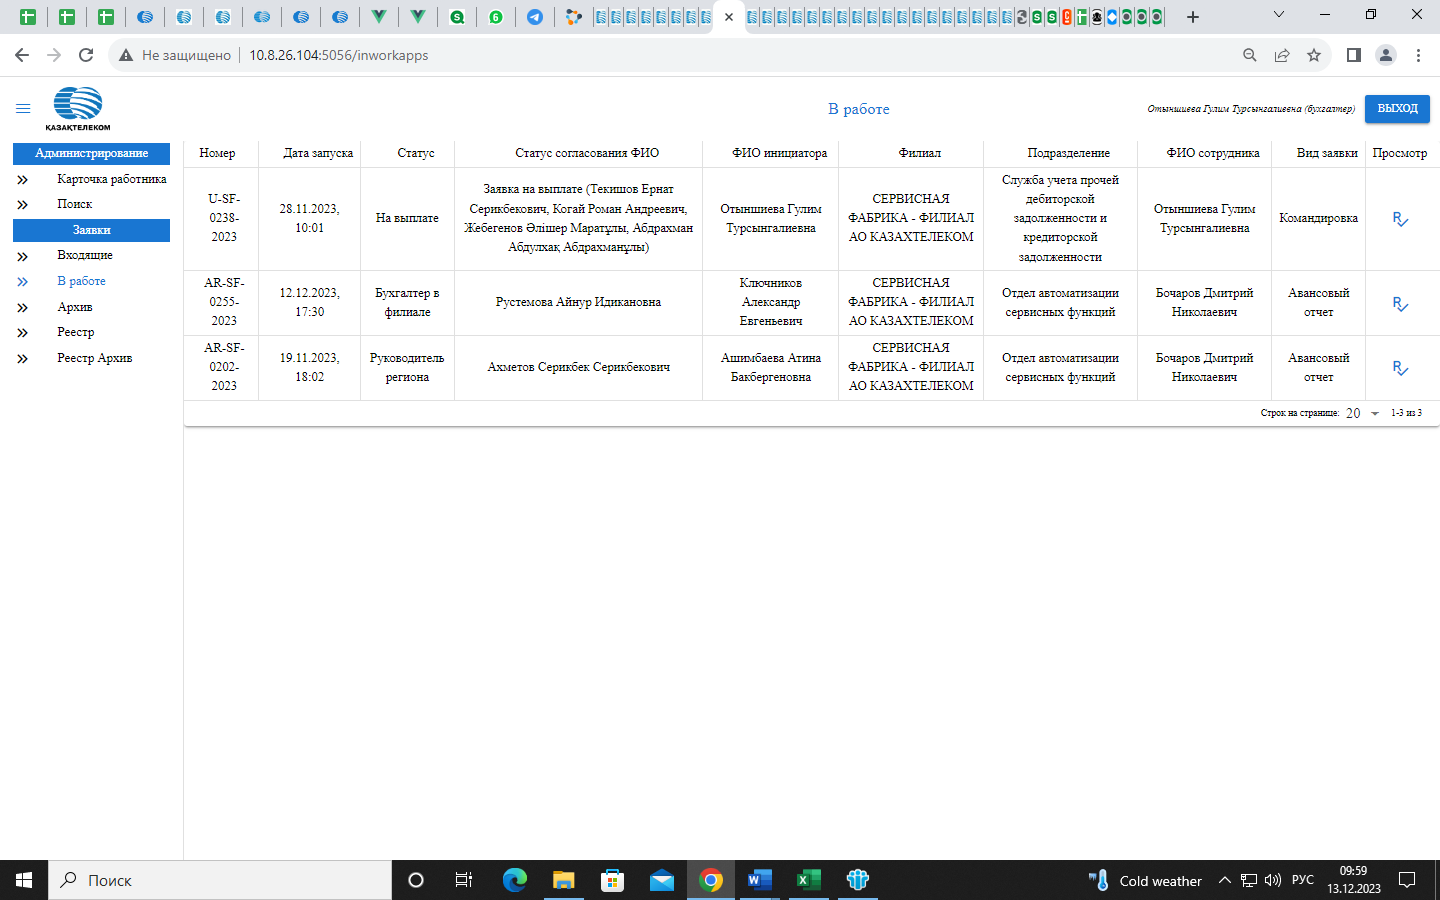 Не защищено
10.8.26.104:5056/inworkapps
ҚАЗАҚТЕЛЕКОМ
В работе
Отыншиева Гулим Турсынгалиевна (бухгалтер)
ВЫХОД
Администрирование
Карточка работника
Поиск
Заявки
Входящие
В работе
Архив
Реестр
Реестр Архив
Номер Дата запуска Статус Статус согласования ФИО ФИО инициатора Филиал Подразделение ФИО сотрудника Вид заявки Просмотр
U-SF-
0238-
2023
28.11.2023,
10:01
На выплате
Заявка на выплате (Текишов Ернат
Серикбекович, Когай Роман Андреевич,
Жебегенов Әлішер Маратұлы, Абдрахман
Абдулхақ Абдрахманұлы)
Отыншиева Гулим
Турсынгалиевна
СЕРВИСНАЯ
ФАБРИКА - ФИЛИАЛ
АО КАЗАХТЕЛЕКОМ
Служба учета прочей
дебиторской
задолженности и
кредиторской
задолженности
Отыншиева Гулим
Турсынгалиевна
Командировка
AR-SF-
0255-
2023
12.12.2023,
17:30
Бухгалтер в
филиале
Рустемова Айнур Идикановна
Ключников
Александр
Евгеньевич
СЕРВИСНАЯ
ФАБРИКА - ФИЛИАЛ
АО КАЗАХТЕЛЕКОМ
Отдел автоматизации
сервисных функций
Бочаров Дмитрий
Николаевич
Авансовый
отчет
AR-SF-
0202-
2023
19.11.2023,
18:02
Руководитель
региона
Ахметов Серикбек Серикбекович
Ашимбаева Атина
Бакбергеновна
СЕРВИСНАЯ
ФАБРИКА - ФИЛИАЛ
АО КАЗАХТЕЛЕКОМ
Отдел автоматизации
сервисных функций
Бочаров Дмитрий
Николаевич
Авансовый
отчет
Строк на странице: 20 1-3 из 3
Поиск
Cold weather
РУС
09:59
13.12.2023